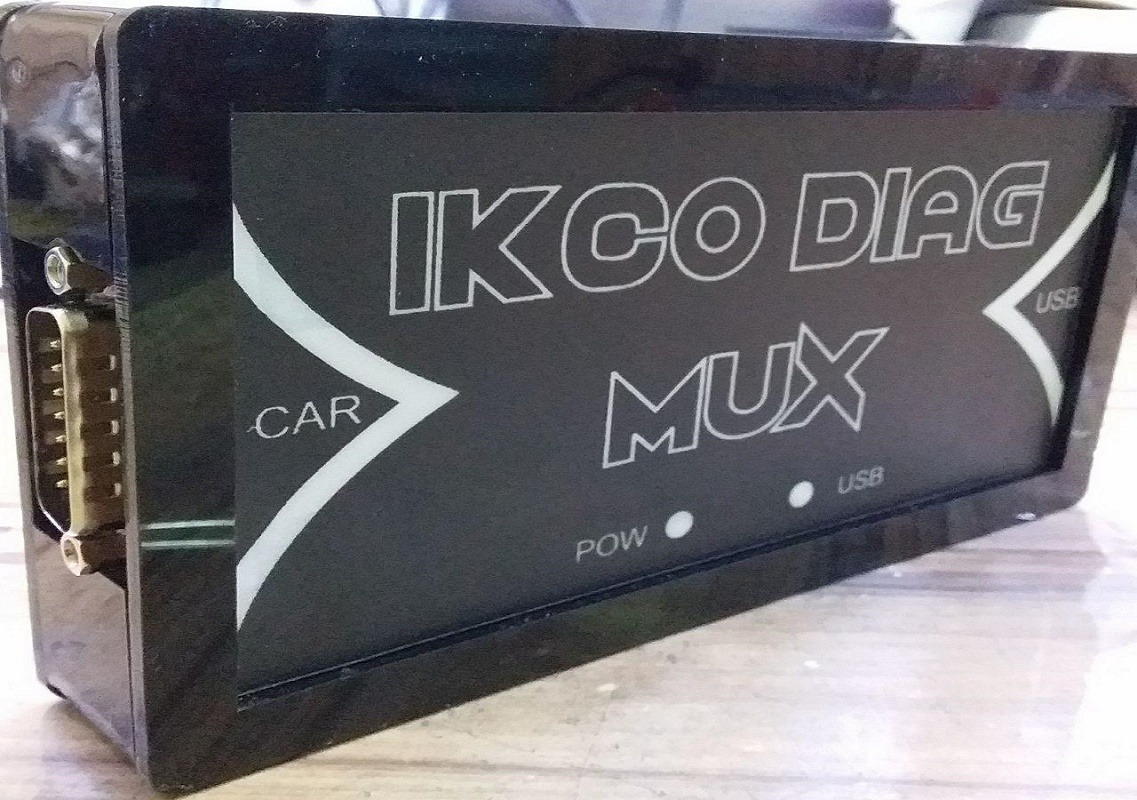 IKCO DIAG
MUX
CAR
USB
POW
USB